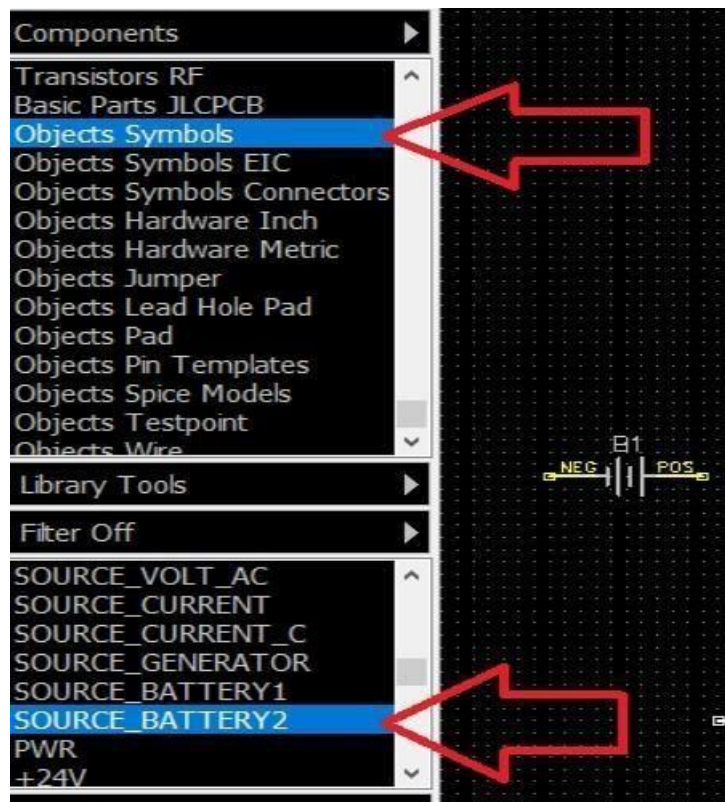 Components
Transistors RF
Basic Parts JLCPCB
Objects Symbols
Objects Symbols EIC
Objects Symbols Connectors
Objects Hardware Inch
Objects Hardware Metric
Objects Jumper
Objects Lead Hole Pad
Objects Pad
Objects Pin Templates
Objects Spice Models
Objects Testpoint
Objects Wire
Library Tools
Filter Off
SOURCE_VOLT_AC
SOURCE_CURRENT
SOURCE_CURRENT_C
SOURCE_GENERATOR
SOURCE_BATTERY1
SOURCE_BATTERY2
PWR
+24V
B1
NEG POS